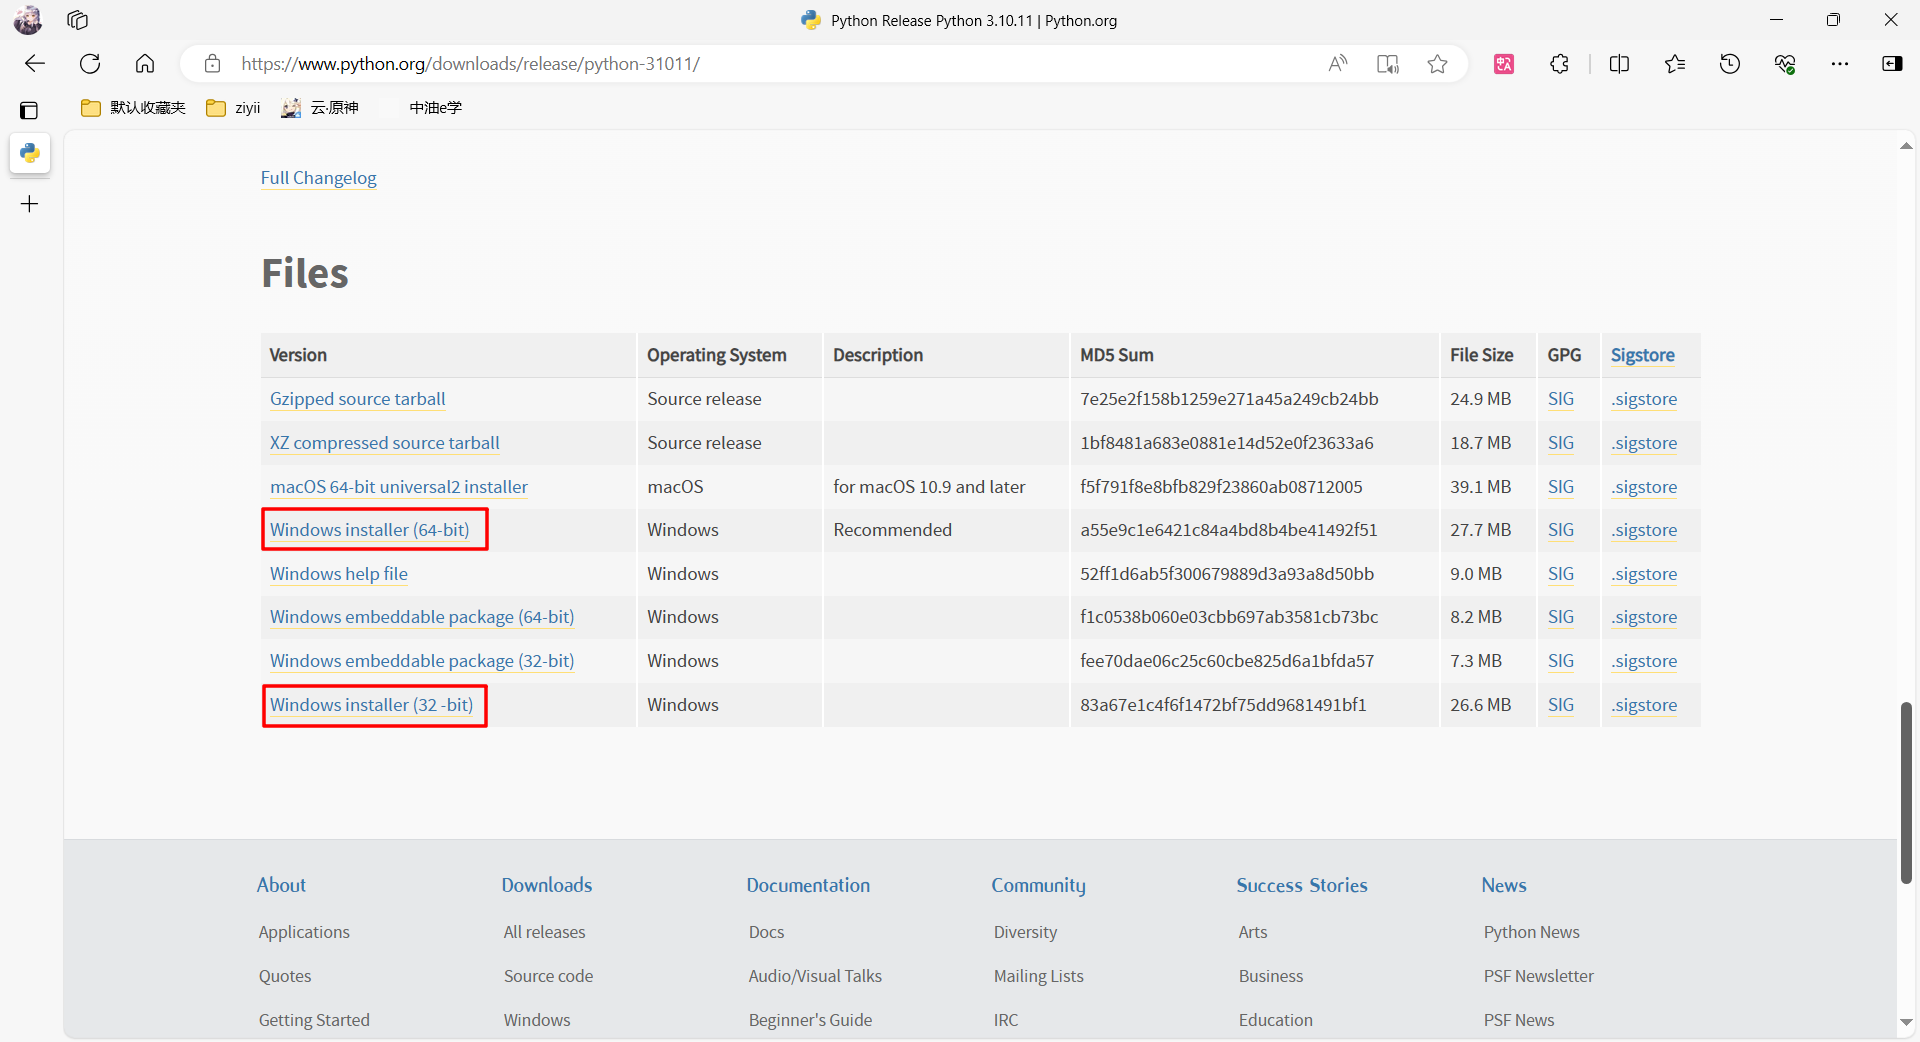 Python Release Python 3.10.11 | Python.org
https://www.python.org/downloads/release/python-31011/
默认收藏夹 ziyii 云·原神 中油e学
Full Changelog
Files
Version Operating System Description MD5 Sum File Size GPG Sigstore
Gzipped source tarball Source release 7e25e2f158b1259e271a45a249cb24bb 24.9 MB SIG .sigstore
XZ compressed source tarball Source release 1bf8481a683e0881e14d52e0f23633a6 18.7 MB SIG .sigstore
macOS 64-bit universal2 installer macOS for macOS 10.9 and later f5f791f8e8bfb829f23860ab08712005 39.1 MB SIG .sigstore
Windows installer (64-bit) Windows Recommended a55e9c1e6421c84a4bd8b4be41492f51 27.7 MB SIG .sigstore
Windows help file Windows 52ff1d6ab5f300679889d3a93a8d50bb 9.0 MB SIG .sigstore
Windows embeddable package (64-bit) Windows f1c0538b060e03cbb697ab3581cb73bc 8.2 MB SIG .sigstore
Windows embeddable package (32-bit) Windows fee70dae06c25c60cbe825d6a1bfda57 7.3 MB SIG .sigstore
Windows installer (32 -bit) Windows 83a67e1c4f6f1472bf75dd9681491bf1 26.6 MB SIG .sigstore
About Downloads Documentation Community Success Stories News
Applications All releases Docs Diversity Arts Python News
Quotes Source code Audio/Visual Talks Mailing Lists Business PSF Newsletter
Getting Started Windows Beginner's Guide IRC Education PSF News